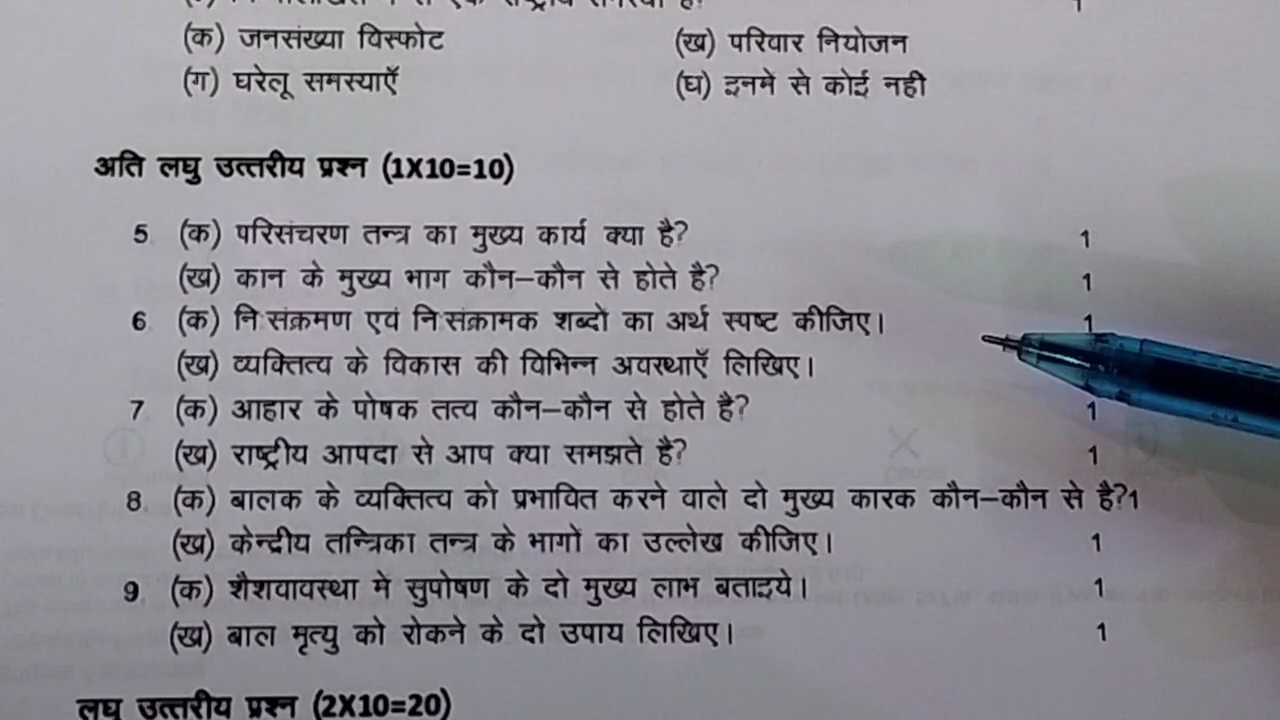 से एक राष्ट्रीय समस्या है? 1
(क) जनसंख्या विस्फोट (ख) परिवार नियोजन
(ग) घरेलू समस्याएँ (घ) इनमे से कोई नही
अति लघु उत्तरीय प्रश्न (1X10=10)
5 (क) परिसंचरण तन्त्र का मुख्य कार्य क्या है? 1
(ख) कान के मुख्य भाग कौन–कौन से होते है? 1
6 (क) नि:संक्रमण एवं नि:संक्रामक शब्दो का अर्थ स्पष्ट कीजिए। 1
(ख) व्यक्तित्व के विकास की विभिन्न अवस्थाएँ लिखिए।
7 (क) आहार के पोषक तत्व कौन–कौन से होते है? 1
(ख) राष्ट्रीय आपदा से आप क्या समझते है? 1
8 (क) बालक के व्यक्तित्व को प्रभावित करने वाले दो मुख्य कारक कौन–कौन से है?1
(ख) केन्द्रीय तन्त्रिका तन्त्र के भागों का उल्लेख कीजिए। 1
9 (क) शैशवावस्था में सुपोषण के दो मुख्य लाभ बताइये। 1
(ख) बाल मृत्यु को रोकने के दो उपाय लिखिए। 1
लघु उत्तरीय प्रश्न (2X10=20)